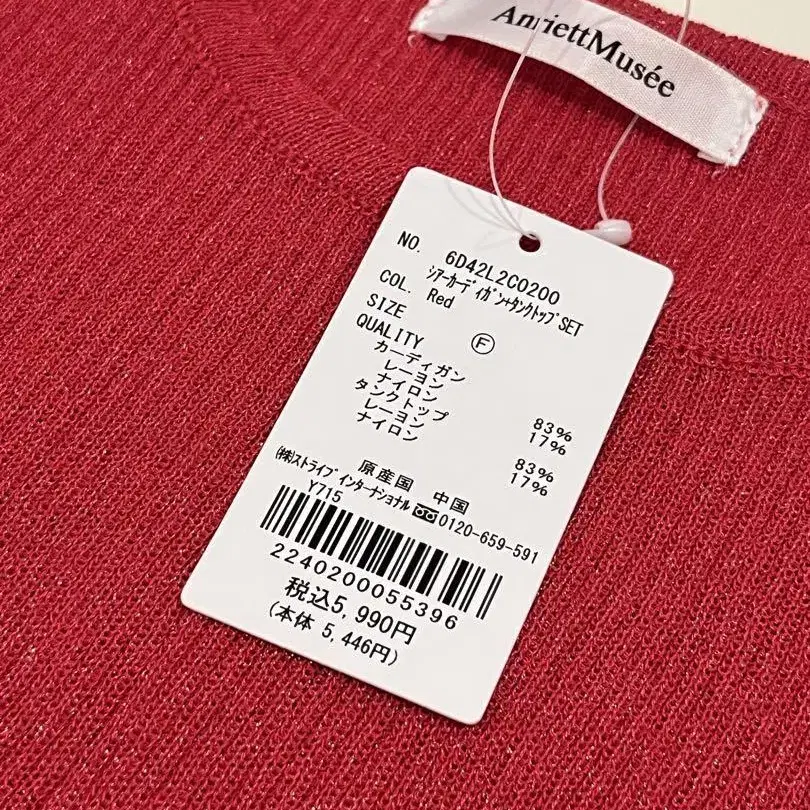 AnriettMusée
NO. 6D42L2C0200
ｼｱｰｶｰﾃﾞｨｶﾞﾝ+ﾀﾝｸﾄｯﾌﾟSET
COL. Red
SIZE Ⓕ
QUALITY
カーディガン
レーヨン 83%
ナイロン 17%
タンクトップ
レーヨン 83%
ナイロン 17%
原産国 中国
(株)ｽﾄﾗｲﾌﾟｲﾝﾀｰﾅｼｮﾅﾙ 0120-659-591
Y715
2240200055396
税込5,990円
(本体 5,446円)